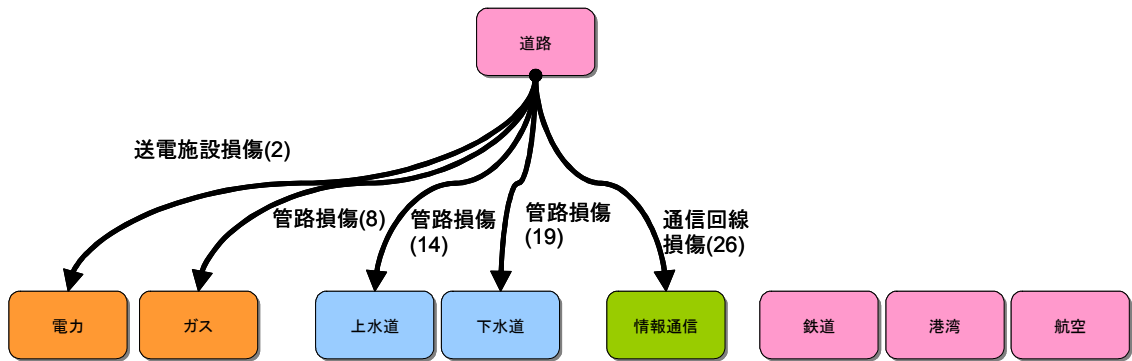 道路
送電施設損傷(2)
管路損傷(8)
管路損傷
(14)
管路損傷
(19)
通信回線
損傷(26)
電力
ガス
上水道
下水道
情報通信
鉄道
港湾
航空